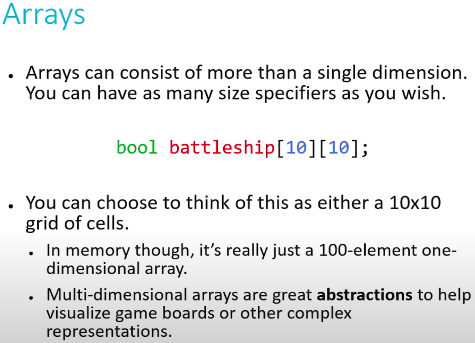 Arrays
• Arrays can consist of more than a single dimension.
You can have as many size specifiers as you wish.
bool battleship[10][10];
• You can choose to think of this as either a 10x10
grid of cells.
• In memory though, it’s really just a 100-element one-
dimensional array.
• Multi-dimensional arrays are great abstractions to help
visualize game boards or other complex
representations.